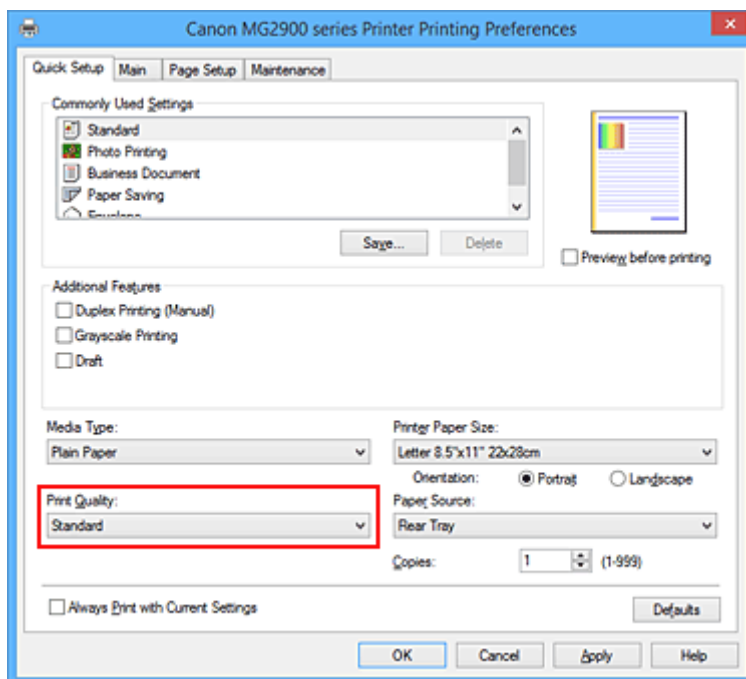 Canon MG2900 series Printer Printing Preferences
Quick Setup Main Page Setup Maintenance
Commonly Used Settings
Standard
Photo Printing
Business Document
Paper Saving
Envelope
Save... Delete
Preview before printing
Additional Features
Duplex Printing (Manual)
Grayscale Printing
Draft
Media Type: Printer Paper Size:
Plain Paper Letter 8.5"x11" 22x28cm
Orientation: Portrait Landscape
Print Quality: Paper Source:
Standard Rear Tray
Copies: 1 (1-999)
Always Print with Current Settings Defaults
OK Cancel Apply Help